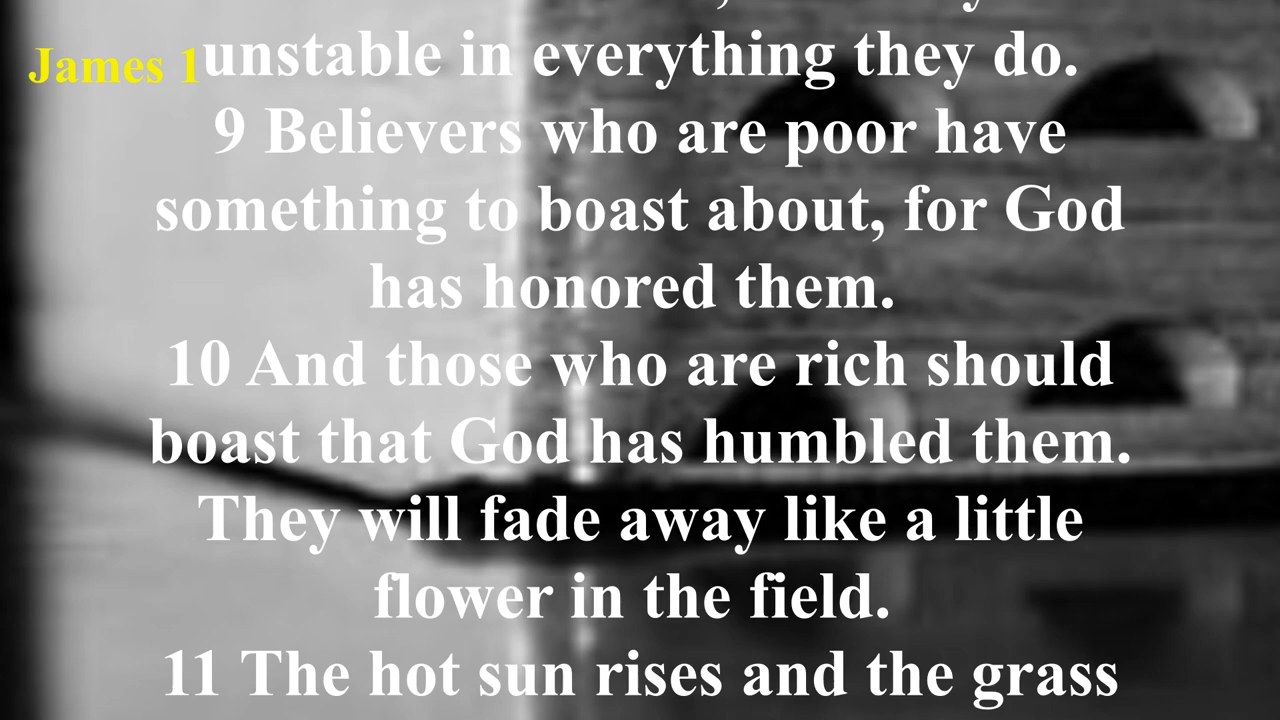 James 1
unstable in everything they do.
9 Believers who are poor have
something to boast about, for God
has honored them.
10 And those who are rich should
boast that God has humbled them.
They will fade away like a little
flower in the field.
11 The hot sun rises and the grass